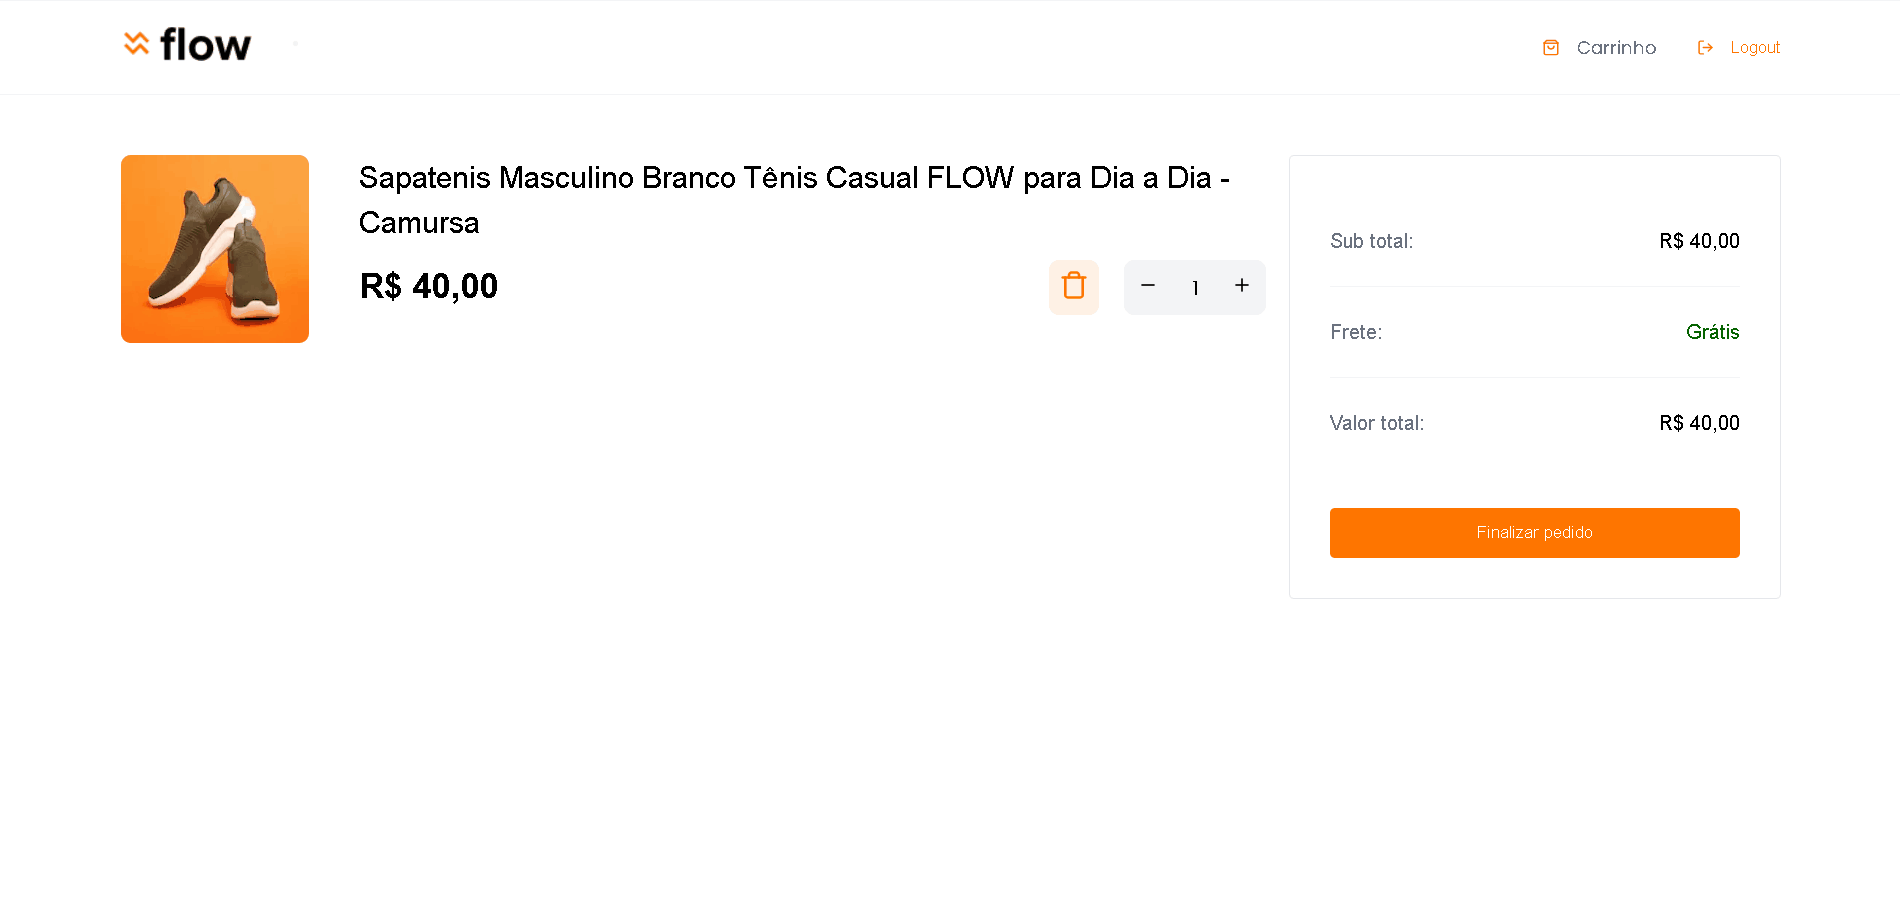 flow
Carrinho
Logout
Sapatenis Masculino Branco Tênis Casual FLOW para Dia a Dia -
Camursa
R$ 40,00
1
Sub total:
R$ 40,00
Frete:
Grátis
Valor total:
R$ 40,00
Finalizar pedido